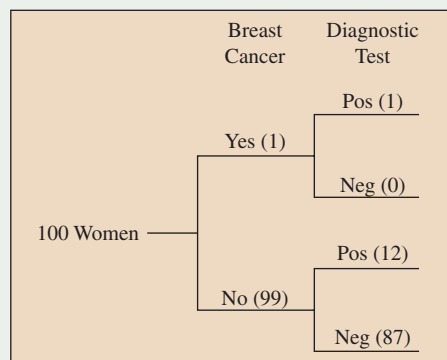 Breast
Cancer
Diagnostic
Test
Pos (1)
Yes (1)
Neg (0)
100 Women
Pos (12)
No (99)
Neg (87)